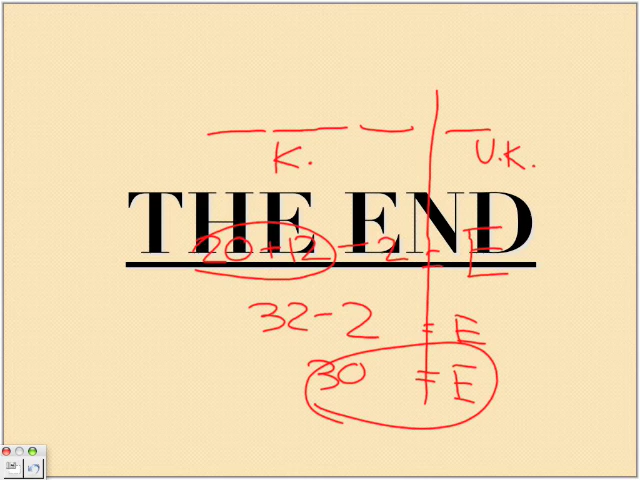 K. U.K.
THE END
20+12-2 = E
32-2 = E
30 = E